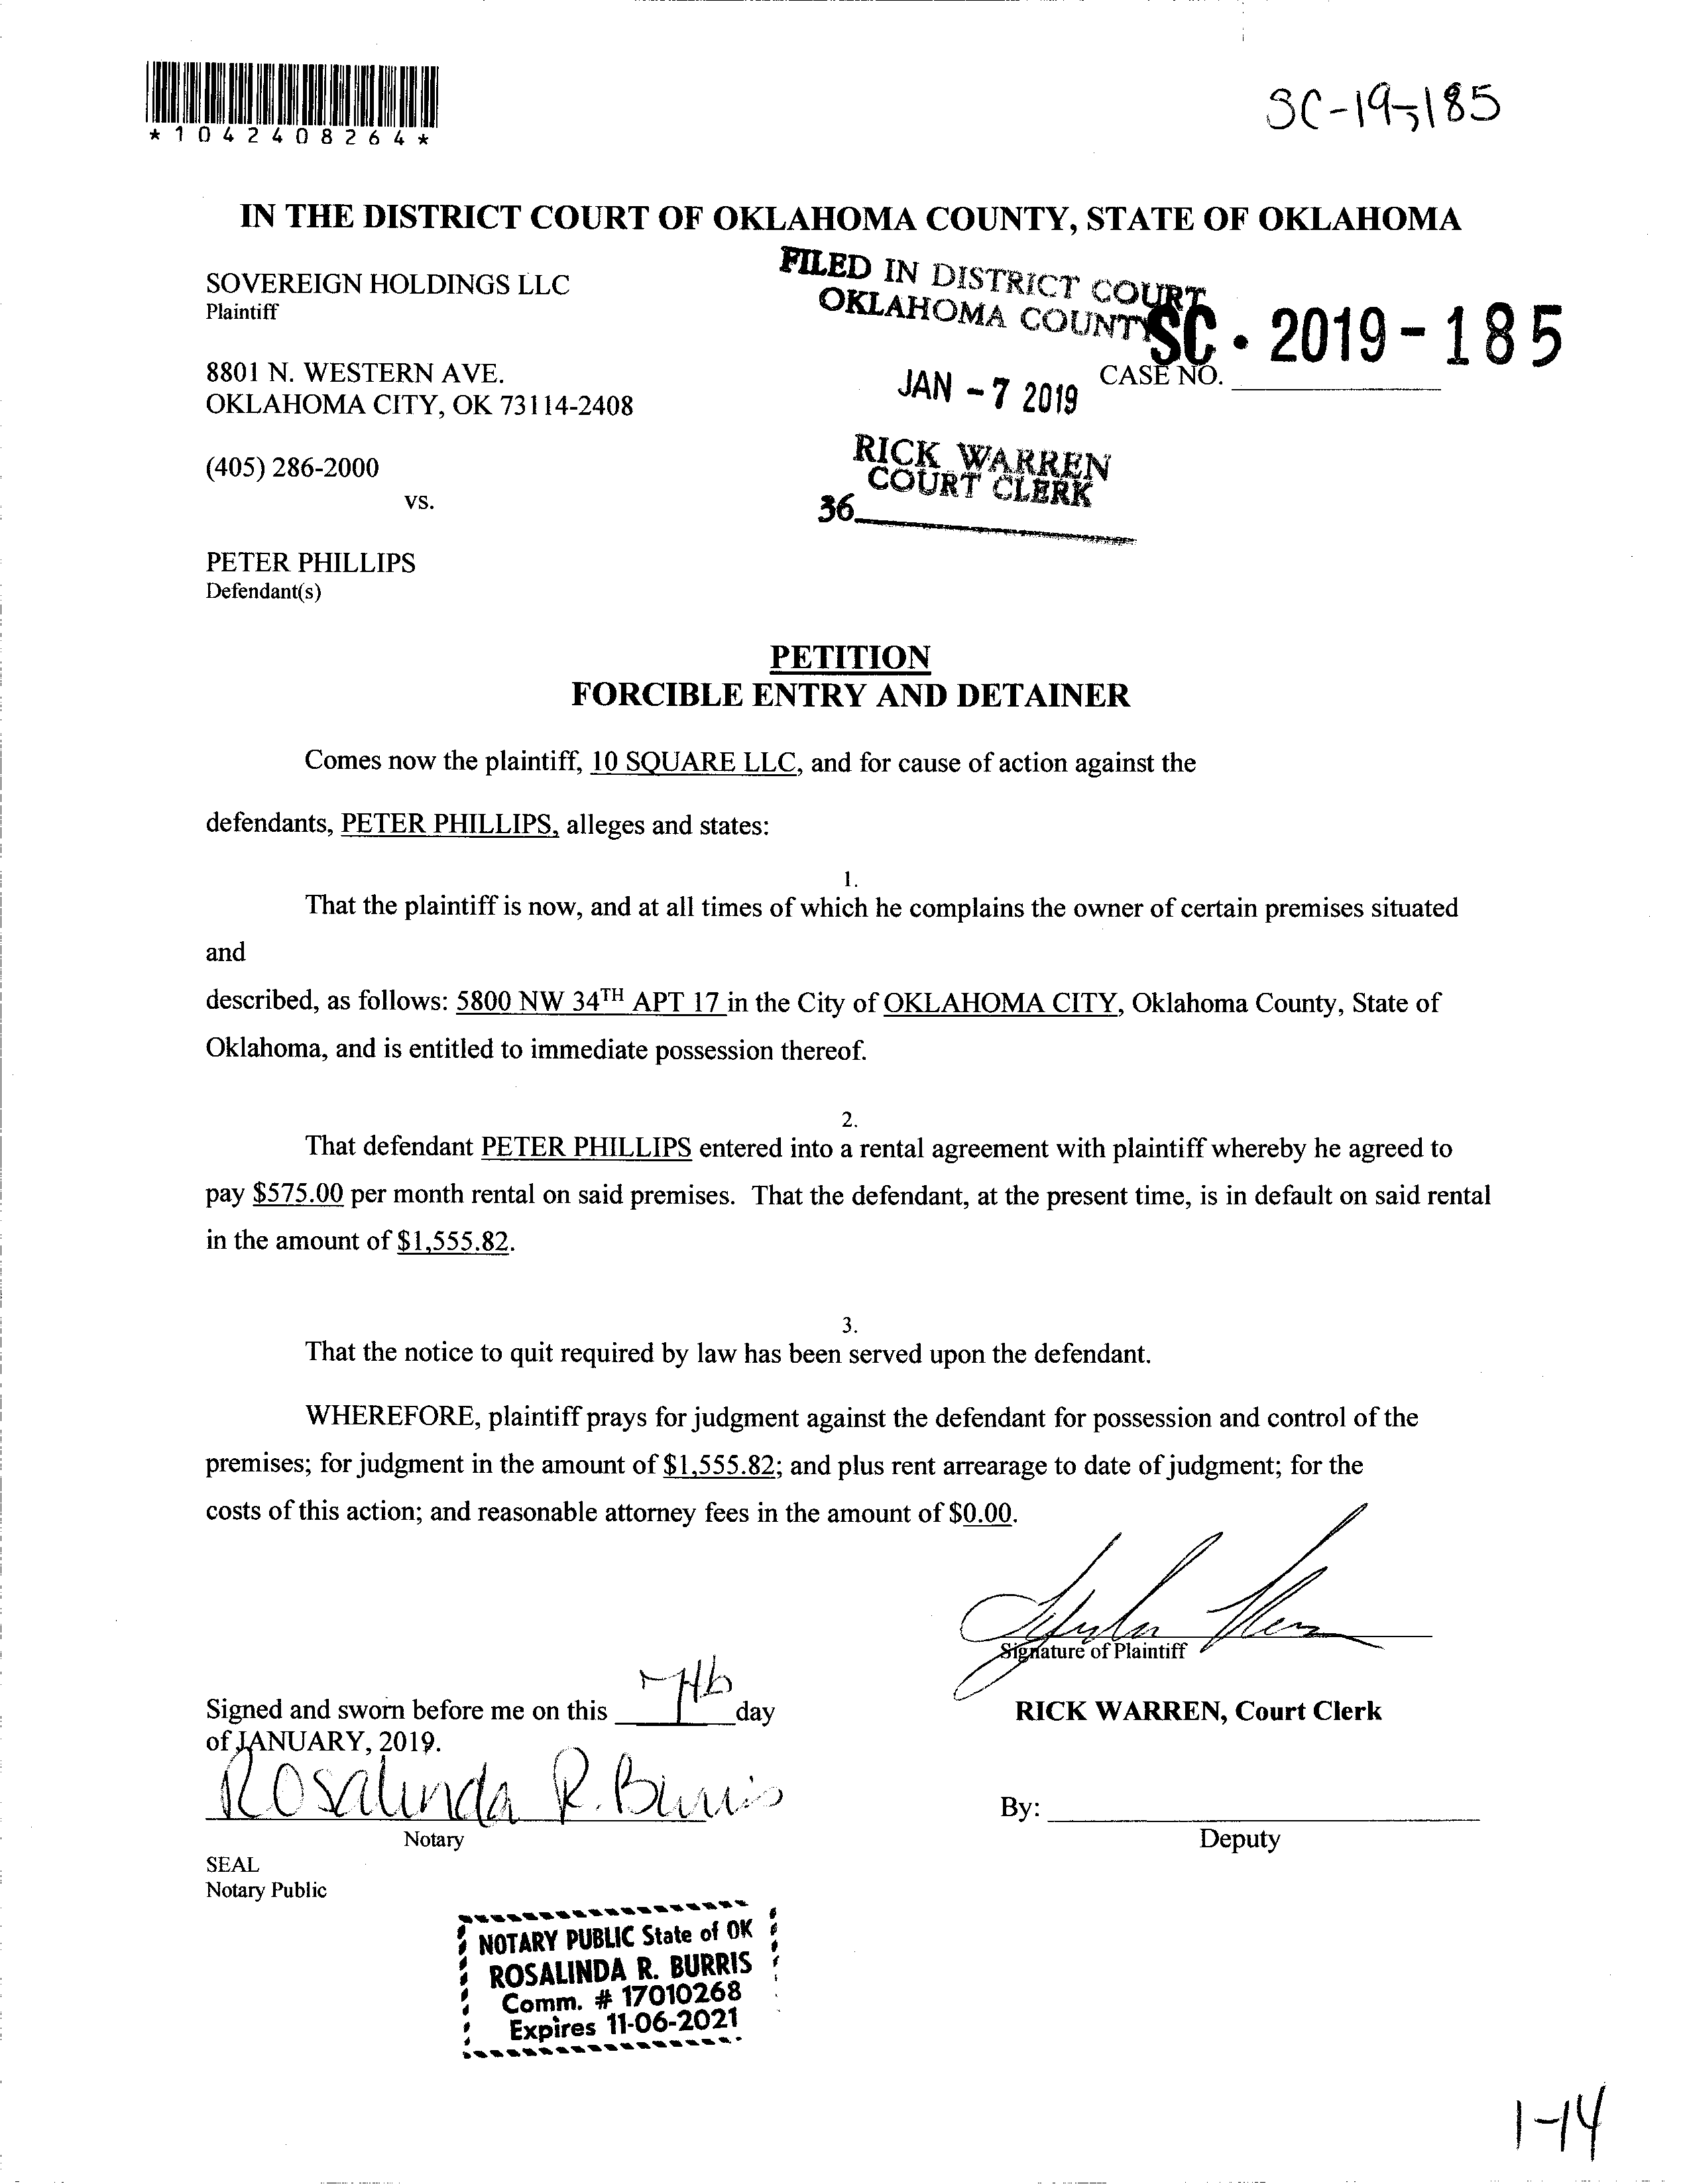 *1042408264*
SC-19-185
IN THE DISTRICT COURT OF OKLAHOMA COUNTY, STATE OF OKLAHOMA
SOVEREIGN HOLDINGS LLC
Plaintiff
FILED IN DISTRICT COURT
OKLAHOMA COUNTY
SC • 2019 - 185
8801 N. WESTERN AVE.
CASE NO.
OKLAHOMA CITY, OK 73114-2408
JAN - 7 2019
(405) 286-2000
RICK WARREN
COURT CLERK
vs.
36
PETER PHILLIPS
Defendant(s)
PETITION
FORCIBLE ENTRY AND DETAINER
Comes now the plaintiff, 10 SQUARE LLC, and for cause of action against the
defendants, PETER PHILLIPS, alleges and states:
1.
That the plaintiff is now, and at all times of which he complains the owner of certain premises situated
and
described, as follows: 5800 NW 34TH APT 17 in the City of OKLAHOMA CITY, Oklahoma County, State of
Oklahoma, and is entitled to immediate possession thereof.
2.
That defendant PETER PHILLIPS entered into a rental agreement with plaintiff whereby he agreed to
pay $575.00 per month rental on said premises. That the defendant, at the present time, is in default on said rental
in the amount of $1,555.82.
3.
That the notice to quit required by law has been served upon the defendant.
WHEREFORE, plaintiff prays for judgment against the defendant for possession and control of the
premises; for judgment in the amount of $1,555.82; and plus rent arrearage to date of judgment; for the
costs of this action; and reasonable attorney fees in the amount of $0.00.
Signature of Plaintiff
Signed and sworn before me on this 7th day
RICK WARREN, Court Clerk
of JANUARY, 2019.
Rosalinda R. Burris
By:
Notary
Deputy
SEAL
Notary Public
NOTARY PUBLIC State of OK
ROSALINDA R. BURRIS
Comm. # 17010268
Expires 11-06-2021
1-14